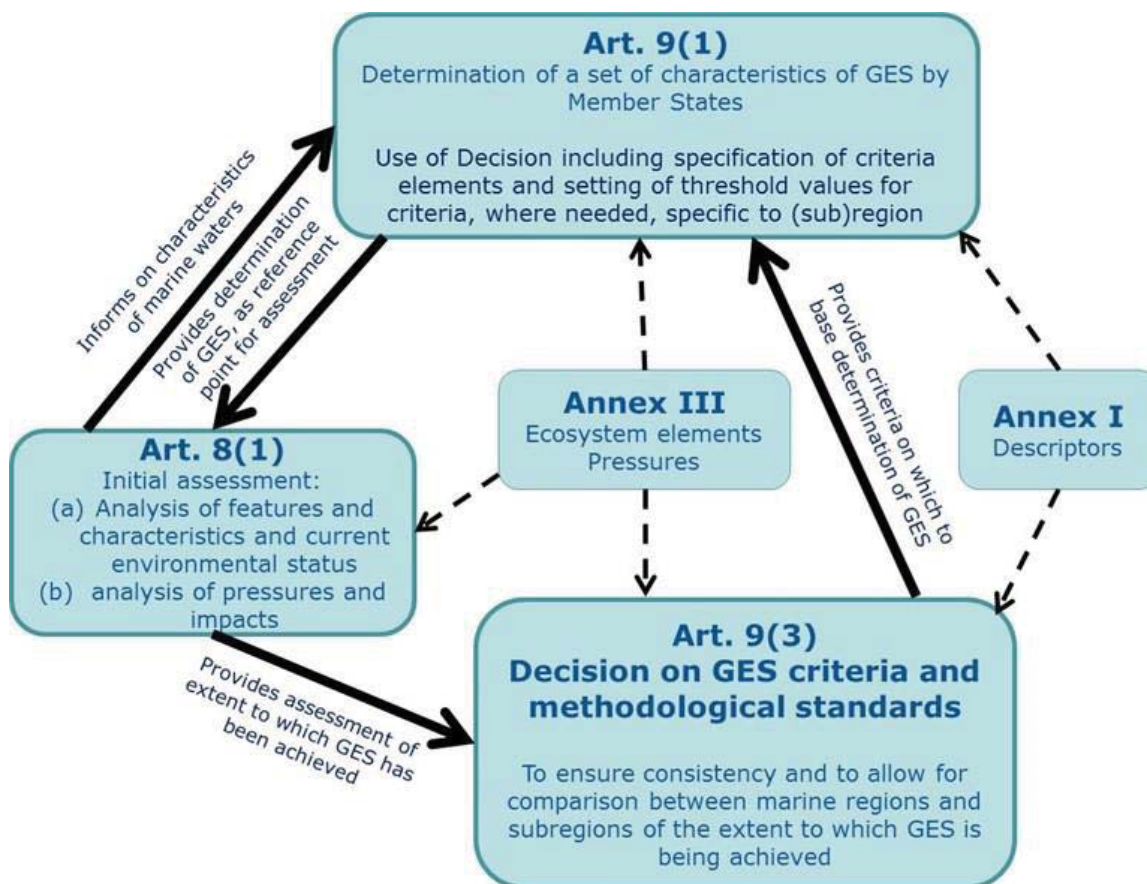 Art. 9(1)
Determination of a set of characteristics of GES by
Member States
Use of Decision including specification of criteria
elements and setting of threshold values for
criteria, where needed, specific to (sub)region
Informs on characteristics
of marine waters
Provides determination
of GES, as reference
point for assessment
Provides criteria on which to
base determination of GES
Annex III
Ecosystem elements
Pressures
Annex I
Descriptors
Art. 8(1)
Initial assessment:
(a) Analysis of features and
characteristics and current
environmental status
(b) analysis of pressures and
impacts
Provides assessment of
extent to which GES has
been achieved
Art. 9(3)
Decision on GES criteria and
methodological standards
To ensure consistency and to allow for
comparison between marine regions and
subregions of the extent to which GES is
being achieved